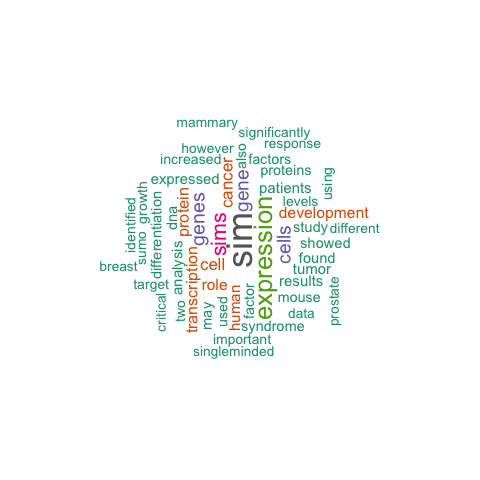 mammary
significantly
however
also
response
increased
cancer
factors
proteins
using
expressed
gene
patients
growth
protein
levels
identified
differentiation
dna
genes
sims
sim
expression
development
study
different
sumo
cells
showed
analysis
transcription
found
breast
cell
tumor
target
role
results
critical
two
may
used
human
factor
mouse
prostate
data
syndrome
important
singleminded